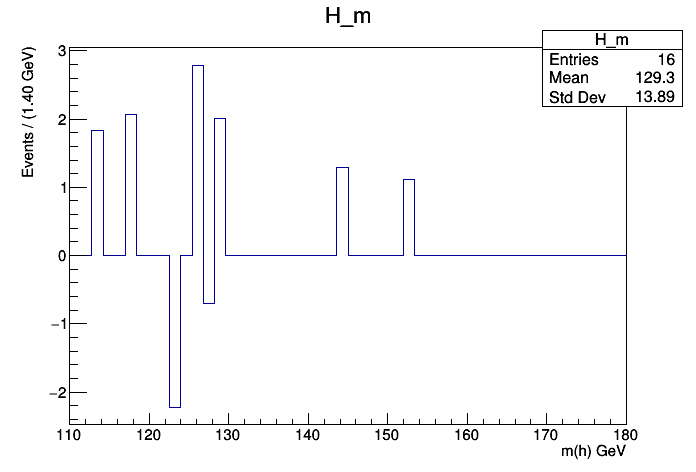 H_m
H_m
Entries 16
Mean 129.3
Std Dev 13.89
Events / (1.40 GeV)
3
2
1
0
−1
−2
110 120 130 140 150 160 170 180
m(h) GeV